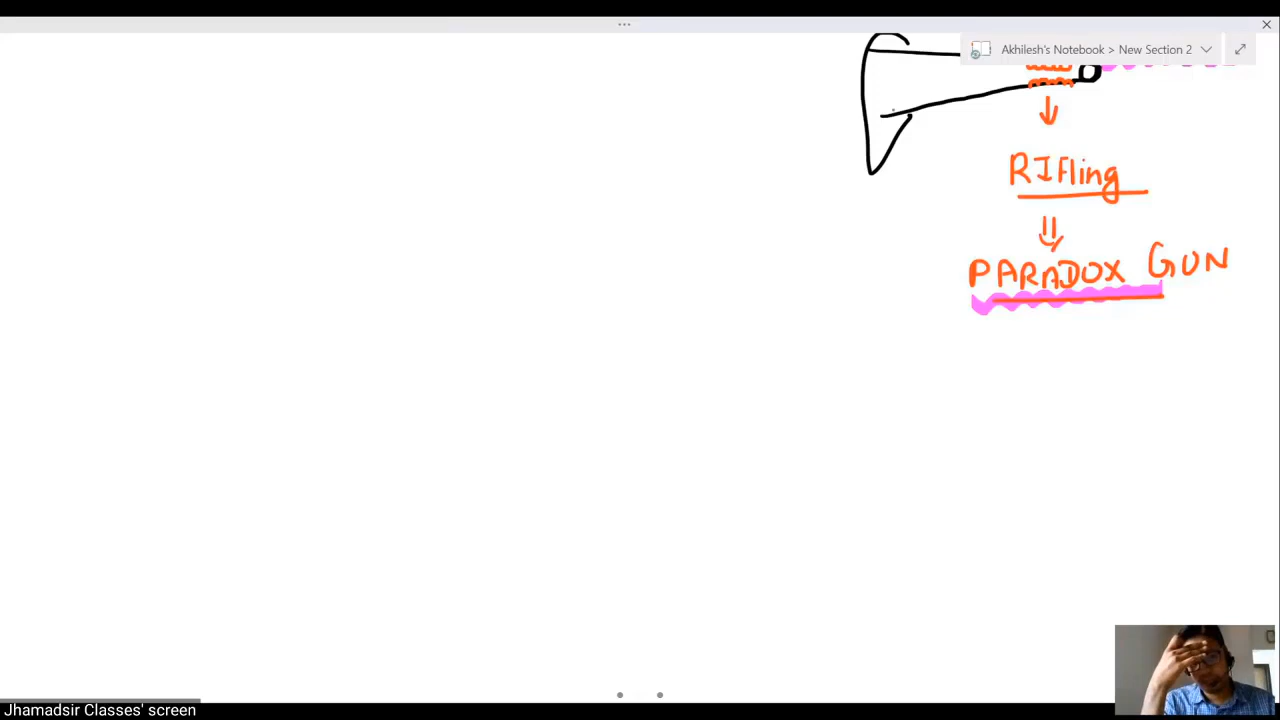 Akhilesh's Notebook > New Section 2
RIfling
PARADOX GUN
Jhamadsir Classes' screen